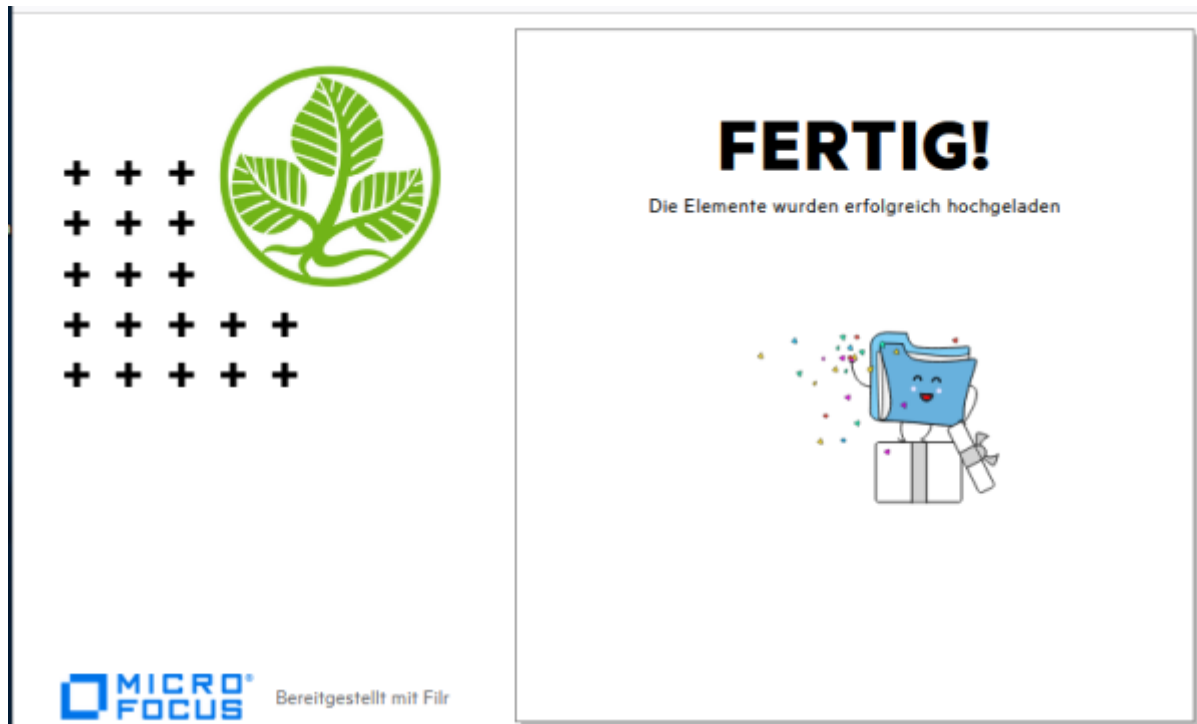 FERTIG!
Die Elemente wurden erfolgreich hochgeladen
MICRO
FOCUS
Bereitgestellt mit Filr